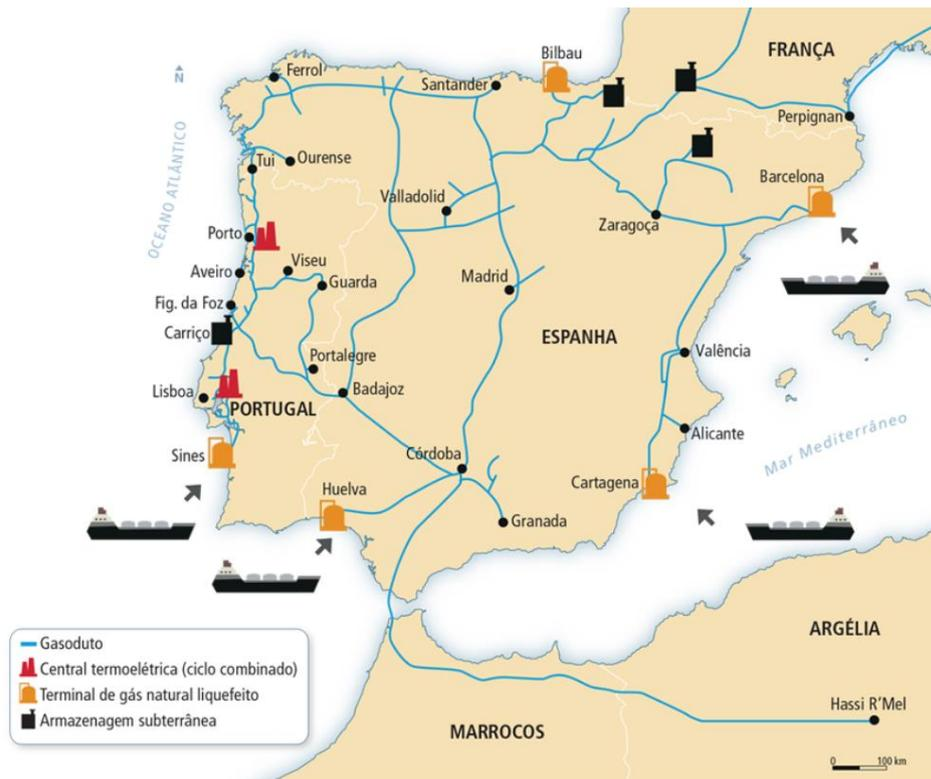 Bilbau
FRANÇA
Ferrol
Santander
N
Perpignan
OCEANO ATLÂNTICO
Tui
Ourense
Barcelona
Valladolid
Zaragoça
Porto
Viseu
Aveiro
Guarda
Madrid
Fig. da Foz
Carriço
ESPANHA
Valência
Portalegre
Lisboa
Badajoz
PORTUGAL
Alicante
Mar Mediterrâneo
Sines
Córdoba
Cartagena
Huelva
Granada
ARGÉLIA
Gasoduto
Central termoelétrica (ciclo combinado)
Terminal de gás natural liquefeito
Armazenagem subterrânea
Hassi R'Mel
MARROCOS
0 100 km